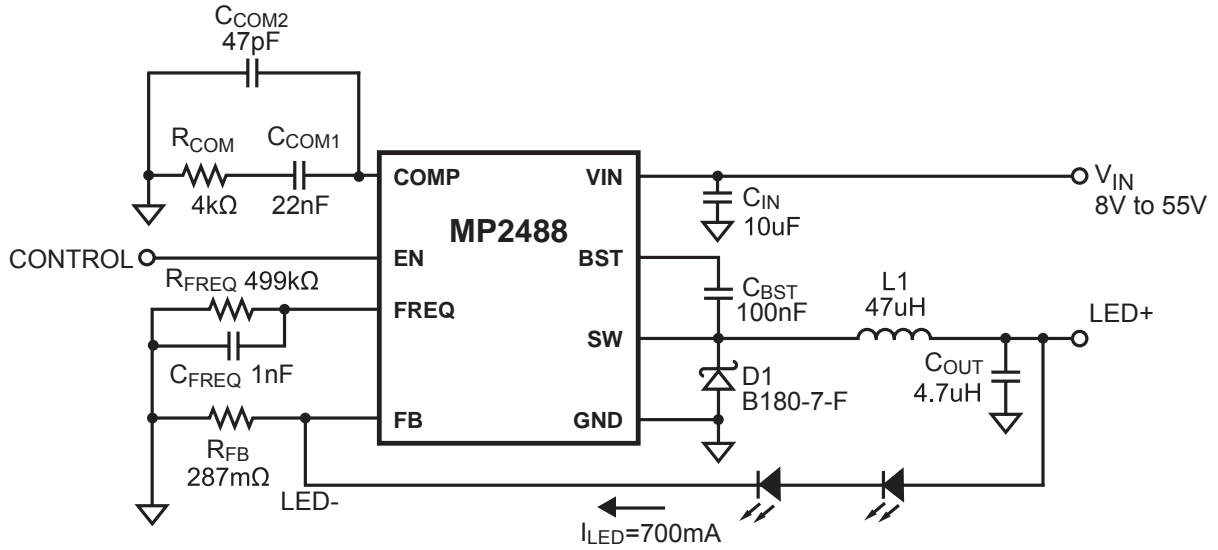 CCOM2
47pF
RCOM
CCOM1
4kΩ
22nF
COMP
VIN
MP2488
CIN
10uF
VIN
8V to 55V
CONTROL
EN
BST
RFREQ 499kΩ
CBST
100nF
L1
47uH
FREQ
LED+
SW
CFREQ 1nF
D1
B180-7-F
COUT
4.7uH
FB
GND
RFB
287mΩ
LED-
ILED=700mA